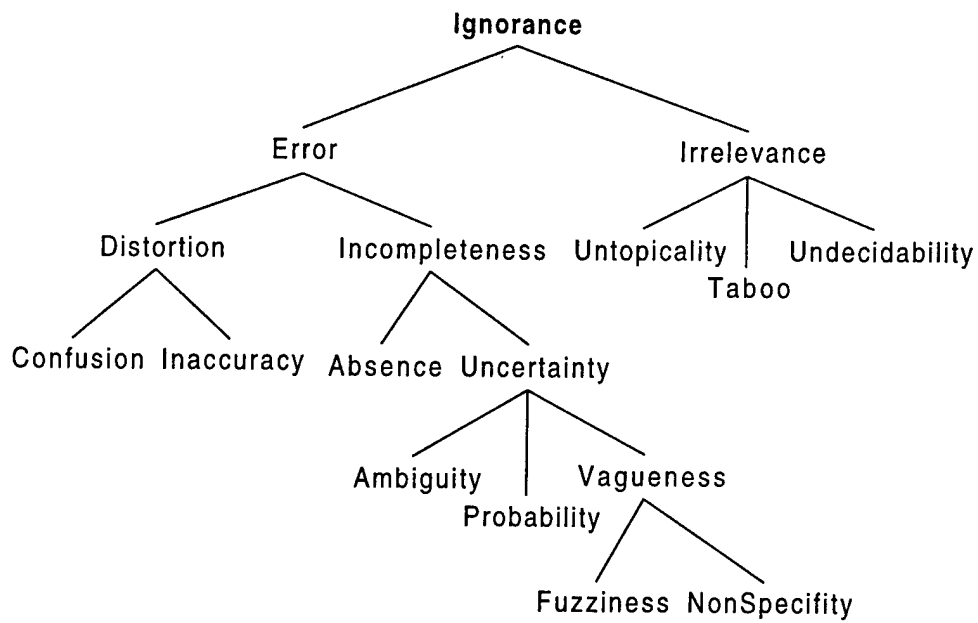 Ignorance
Error
Irrelevance
Distortion
Incompleteness
Untopicality
Undecidability
Taboo
Confusion
Inaccuracy
Absence
Uncertainty
Ambiguity
Vagueness
Probability
Fuzziness
NonSpecifity